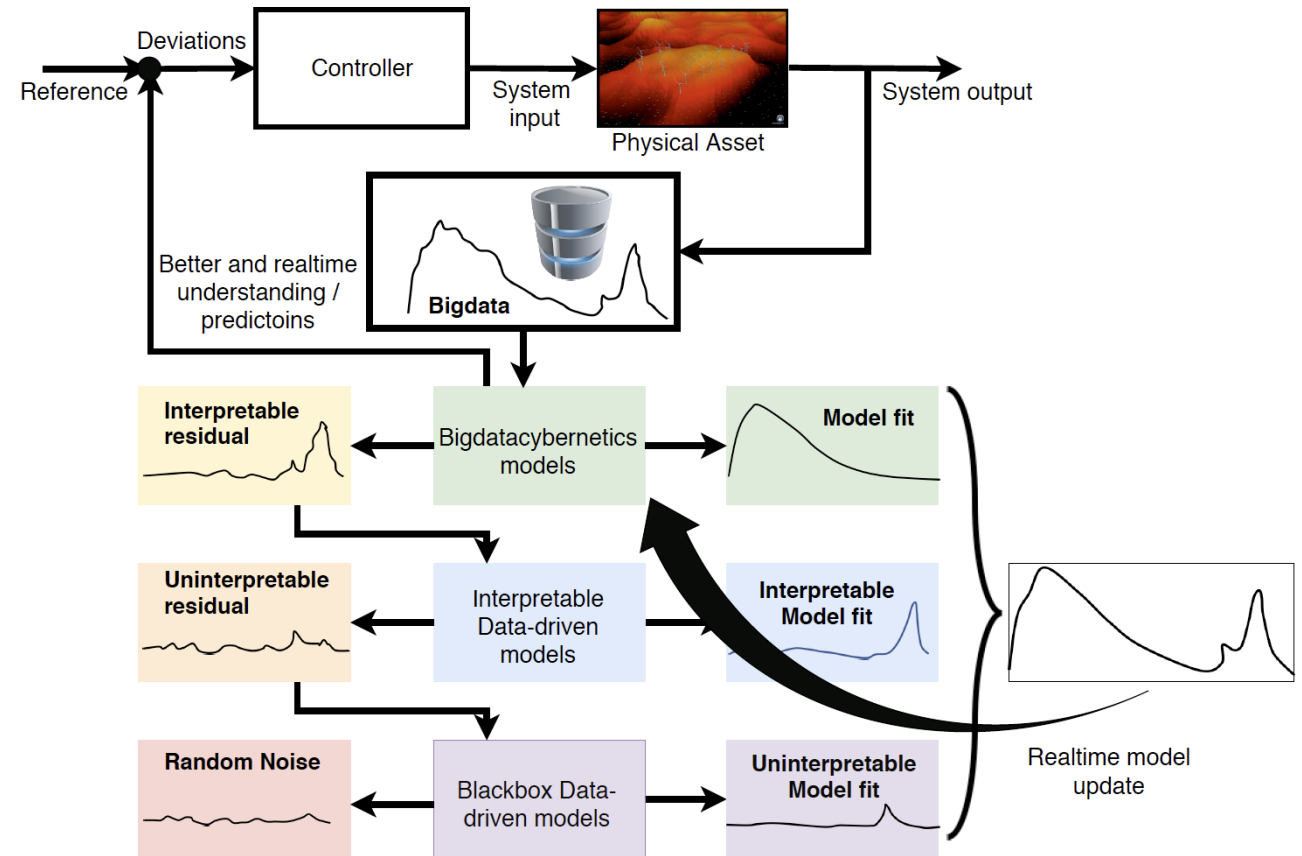 Deviations
Controller
Reference
System
input
System output
Physical Asset
Better and realtime
understanding /
predictoins
Bigdata
Interpretable
residual
Bigdatacybernetics
models
Model fit
Uninterpretable
residual
Interpretable
Data-driven
models
Interpretable
Model fit
Random Noise
Blackbox Data-
driven models
Uninterpretable
Model fit
Realtime model
update